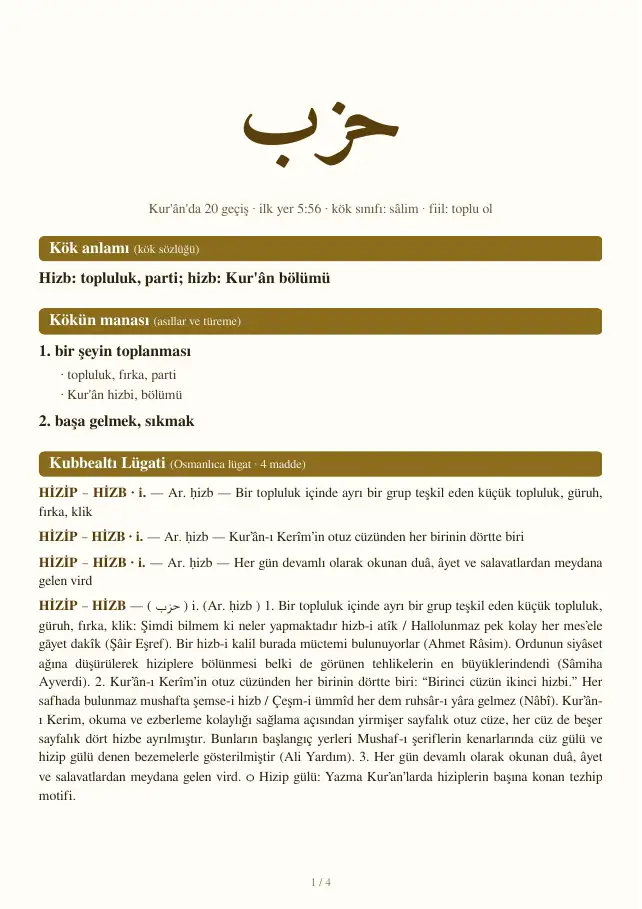 حزب
Kur'ân'da 20 geçiş · ilk yer 5:56 · kök sınıfı: sâlim · fiil: toplu ol
Kök anlamı (kök sözlüğü)
Hizb: topluluk, parti; hizb: Kur'ân bölümü
Kökün manası (asıllar ve türeme)
1. bir şeyin toplanması
· topluluk, fırka, parti
· Kur'ân hizbi, bölümü
2. başa gelmek, sıkmak
Kubbealtı Lügati (Osmanlıca lügat · 4 madde)
HİZİP – HİZB · i. — Ar. ḥizb — Bir topluluk içinde ayrı bir grup teşkil eden küçük topluluk, güruh,
fırka, klik
HİZİP – HİZB · i. — Ar. ḥizb — Kur'ân-ı Kerîm'in otuz cüzünden her birinin dörtte biri
HİZİP – HİZB · i. — Ar. ḥizb — Her gün devamlı olarak okunan duâ, âyet ve salavatlardan meydana
gelen vird
HİZİP – HİZB — ( حزب ) i. (Ar. ḥizb ) 1. Bir topluluk içinde ayrı bir grup teşkil eden küçük topluluk,
güruh, fırka, klik: Şimdi bilmem ki neler yapmaktadır hizb-i atîk / Hallolunmaz pek kolay her mes'ele
gāyet dakîk (Şâir Eşref). Bir hizb-i kalil burada müctemi bulunuyorlar (Ahmet Râsim). Ordunun siyâset
ağına düşürülerek hiziplere bölünmesi belki de görünen tehlikelerin en büyüklerindendi (Sâmiha
Ayverdi). 2. Kur'ân-ı Kerîm'in otuz cüzünden her birinin dörtte biri: “Birinci cüzün ikinci hizbi.” Her
safhada bulunmaz mushafta şemse-i hizb / Çeşm-i ümmîd her dem ruhsâr-ı yâra gelmez (Nâbî). Kur'ân-
ı Kerim, okuma ve ezberleme kolaylığı sağlama açısından yirmişer sayfalık otuz cüze, her cüz de beşer
sayfalık dört hizbe ayrılmıştır. Bunların başlangıç yerleri Mushaf-ı şeriflerin kenarlarında cüz gülü ve
hizip gülü denen bezemelerle gösterilmiştir (Ali Yardım). 3. Her gün devamlı olarak okunan duâ, âyet
ve salavatlardan meydana gelen vird. ѻ Hizip gülü: Yazma Kur'an'larda hiziplerin başına konan tezhip
motifi.
1 / 4